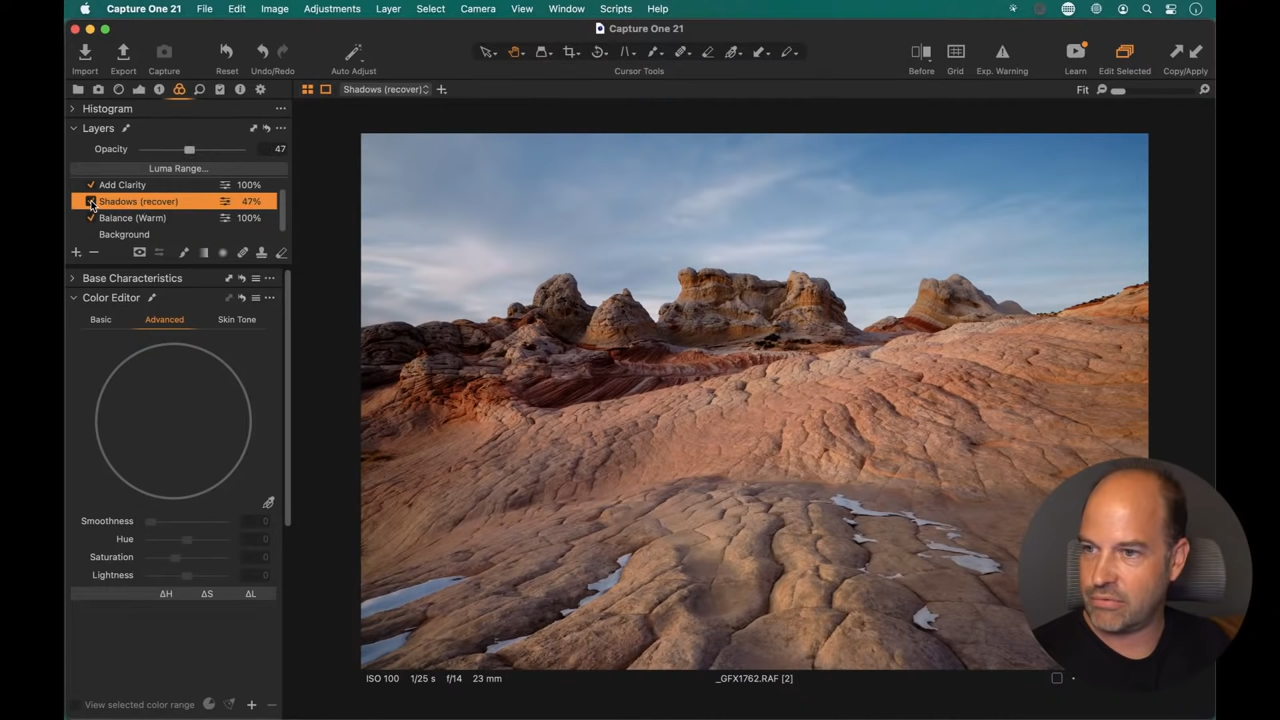 Capture One 21 File Edit Image Adjustments Layer Select Camera View Window Scripts Help
Capture One 21
Import Export Capture Reset Undo/Redo Auto Adjust Cursor Tools Before Grid Exp. Warning Learn Edit Selected Copy/Apply
Shadows (recover) Fit
Histogram
Layers
Opacity 47
Luma Range...
Add Clarity 100%
Shadows (recover) 47%
Balance (Warm) 100%
Background
Base Characteristics
Color Editor
Basic Advanced Skin Tone
Smoothness 0
Hue 0
Saturation 0
Lightness 0
ΔH ΔS ΔL
View selected color range
ISO 100 1/25 s f/14 23 mm _GFX1762.RAF [2]